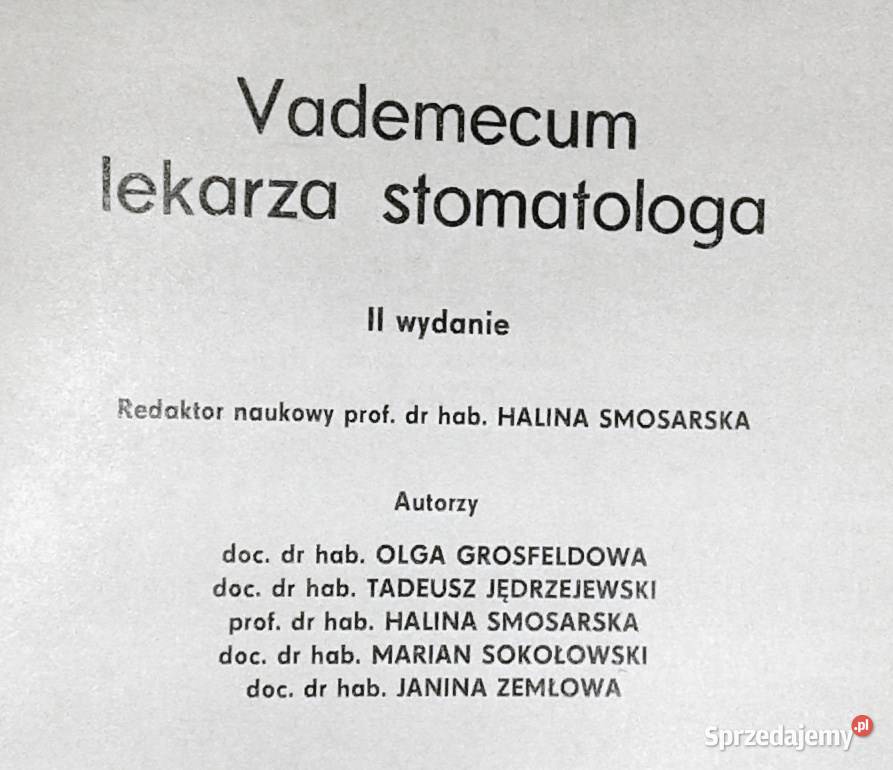 Vademecum
lekarza stomatologa
II wydanie
Redaktor naukowy prof. dr hab. HALINA SMOSARSKA
Autorzy
doc. dr hab. OLGA GROSFELDOWA
doc. dr hab. TADEUSZ JĘDRZEJEWSKI
prof. dr hab. HALINA SMOSARSKA
doc. dr hab. MARIAN SOKOŁOWSKI
doc. dr hab. JANINA ZEMŁOWA
Sprzedajemy.pl